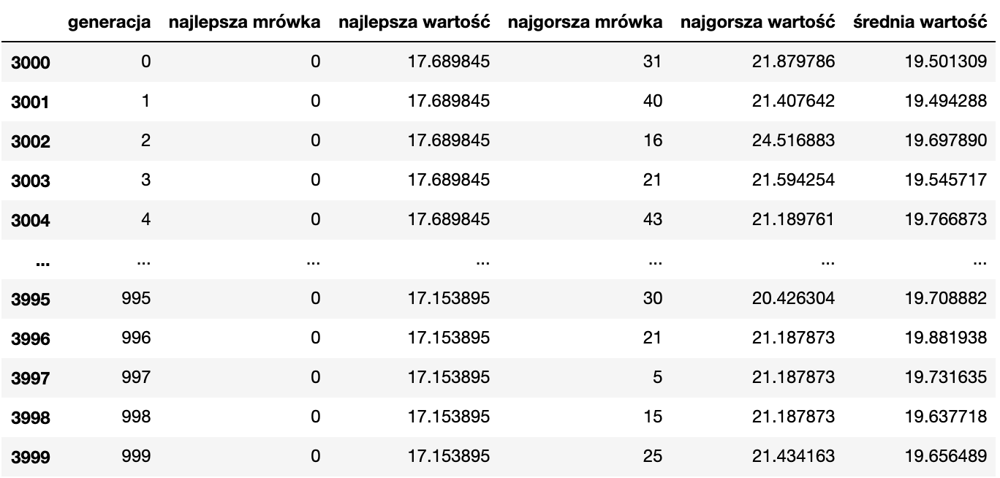 generacja najlepsza mrówka najlepsza wartość najgorsza mrówka najgorsza wartość średnia wartość
3000 0 0 17.689845 31 21.879786 19.501309
3001 1 0 17.689845 40 21.407642 19.494288
3002 2 0 17.689845 16 24.516883 19.697890
3003 3 0 17.689845 21 21.594254 19.545717
3004 4 0 17.689845 43 21.189761 19.766873
... ... ... ... ... ... ...
3995 995 0 17.153895 30 20.426304 19.708882
3996 996 0 17.153895 21 21.187873 19.881938
3997 997 0 17.153895 5 21.187873 19.731635
3998 998 0 17.153895 15 21.187873 19.637718
3999 999 0 17.153895 25 21.434163 19.656489